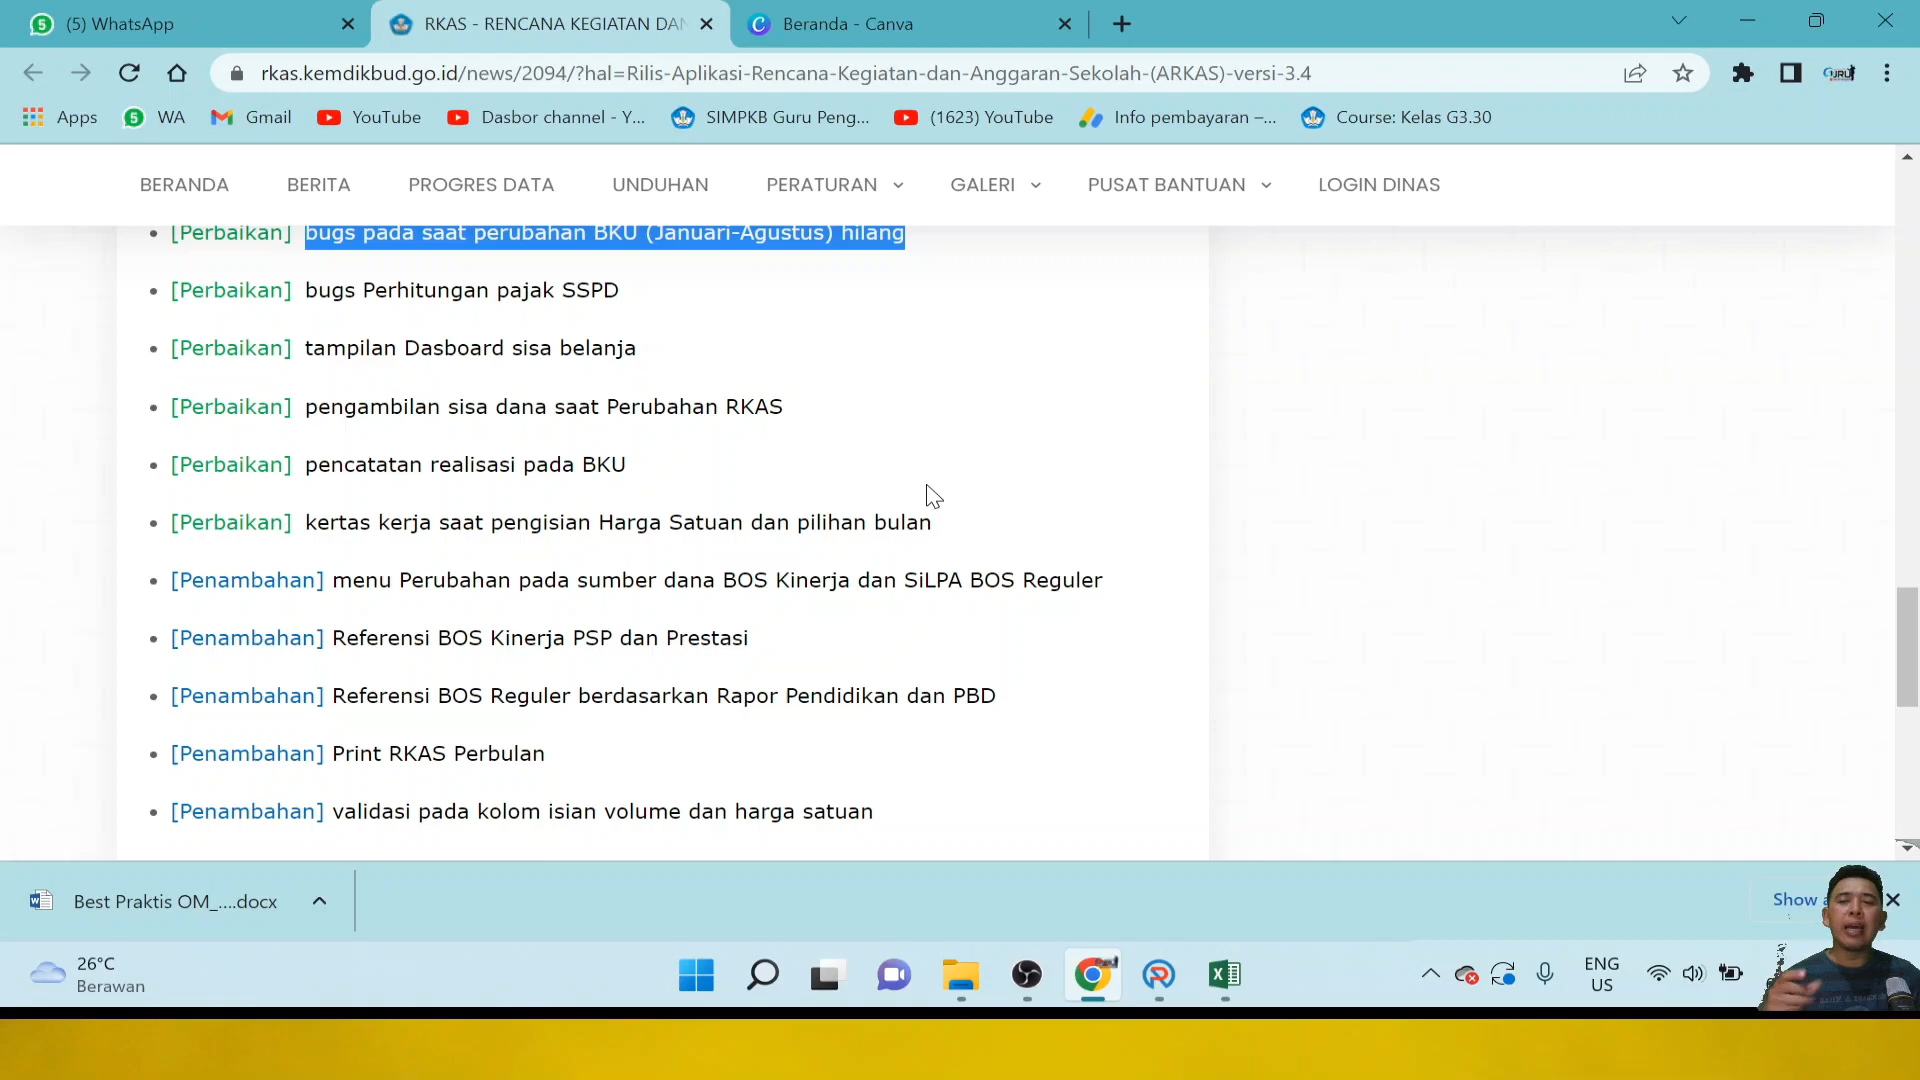 (5) WhatsApp
RKAS - RENCANA KEGIATAN DAN
Beranda - Canva
rkas.kemdikbud.go.id/news/2094/?hal=Rilis-Aplikasi-Rencana-Kegiatan-dan-Anggaran-Sekolah-(ARKAS)-versi-3.4
Apps
WA
Gmail
YouTube
Dasbor channel - Y...
SIMPKB Guru Peng...
(1623) YouTube
Info pembayaran –...
Course: Kelas G3.30
BERANDA
BERITA
PROGRES DATA
UNDUHAN
PERATURAN
GALERI
PUSAT BANTUAN
LOGIN DINAS
[Perbaikan] bugs pada saat perubahan BKU (Januari-Agustus) hilang
[Perbaikan] bugs Perhitungan pajak SSPD
[Perbaikan] tampilan Dasboard sisa belanja
[Perbaikan] pengambilan sisa dana saat Perubahan RKAS
[Perbaikan] pencatatan realisasi pada BKU
[Perbaikan] kertas kerja saat pengisian Harga Satuan dan pilihan bulan
[Penambahan] menu Perubahan pada sumber dana BOS Kinerja dan SiLPA BOS Reguler
[Penambahan] Referensi BOS Kinerja PSP dan Prestasi
[Penambahan] Referensi BOS Reguler berdasarkan Rapor Pendidikan dan PBD
[Penambahan] Print RKAS Perbulan
[Penambahan] validasi pada kolom isian volume dan harga satuan
Best Praktis OM_....docx
Show
26°C
Berawan
ENG
US